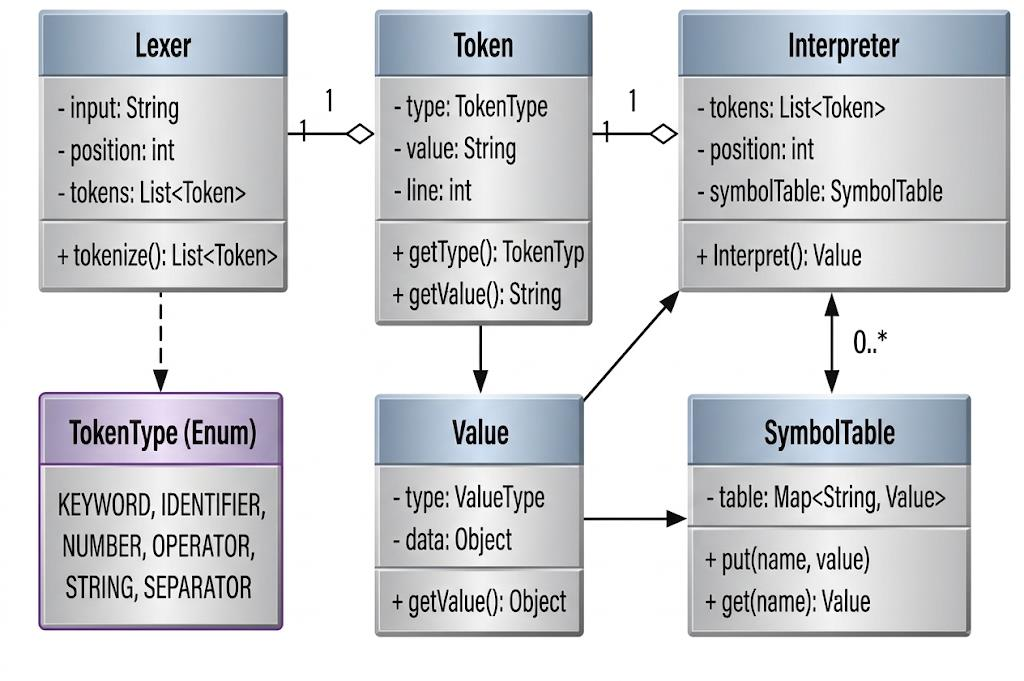 Lexer
- input: String
- position: int
- tokens: List<Token>
+ tokenize(): List<Token>
1
1
Token
- type: TokenType
- value: String
- line: int
+ getType(): TokenTyp
+ getValue(): String
1
1
Interpreter
- tokens: List<Token>
- position: int
- symbolTable: SymbolTable
+ Interpret(): Value
0..*
TokenType (Enum)
KEYWORD, IDENTIFIER,
NUMBER, OPERATOR,
STRING, SEPARATOR
Value
- type: ValueType
- data: Object
+ getValue(): Object
SymbolTable
- table: Map<String, Value>
+ put(name, value)
+ get(name): Value